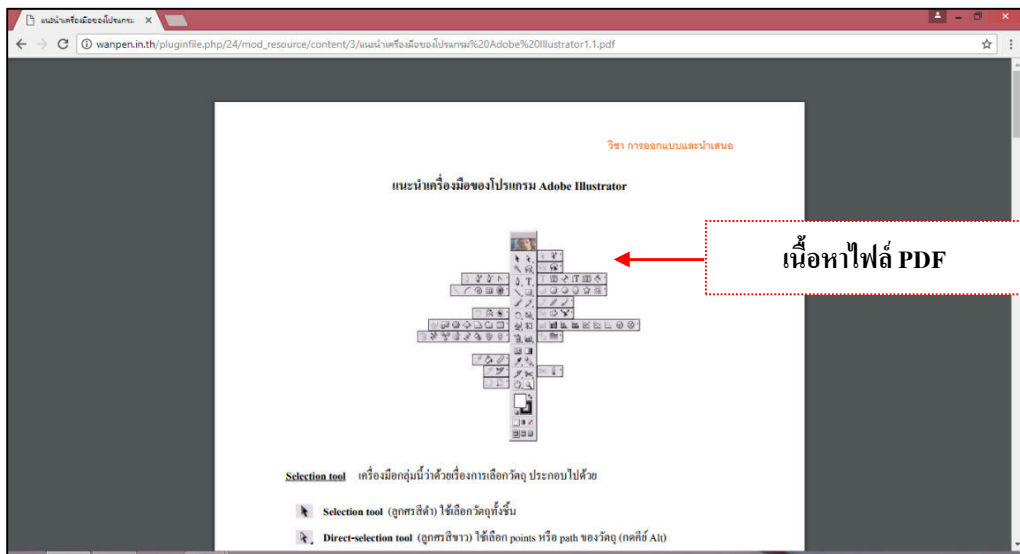 แนะนำเครื่องมือของโปรแกรม
wanpen.in.th/pluginfile.php/24/mod_resource/content/3/แนะนำเครื่องมือของโปรแกรม%20Adobe%20Illustrator1.1.pdf
วิชา การออกแบบและนำเสนอ
แนะนำเครื่องมือของโปรแกรม Adobe Illustrator
เนื้อหาไฟล์ PDF
Selection tool เครื่องมือกลุ่มนี้ว่าด้วยเรื่องการเลือกวัตถุ ประกอบไปด้วย
Selection tool (ลูกศรสีดำ) ใช้เลือกวัตถุทั้งชิ้น
Direct-selection tool (ลูกศรสีขาว) ใช้เลือก points หรือ path ของวัตถุ (กดคีย์ Alt)